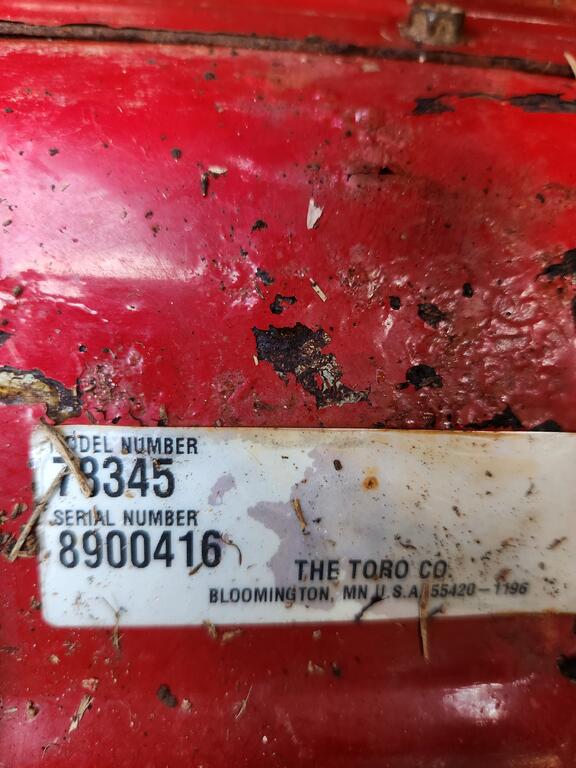 MODEL NUMBER
78345
SERIAL NUMBER
8900416
THE TORO CO.
BLOOMINGTON, MN U.S.A. 55420-1196